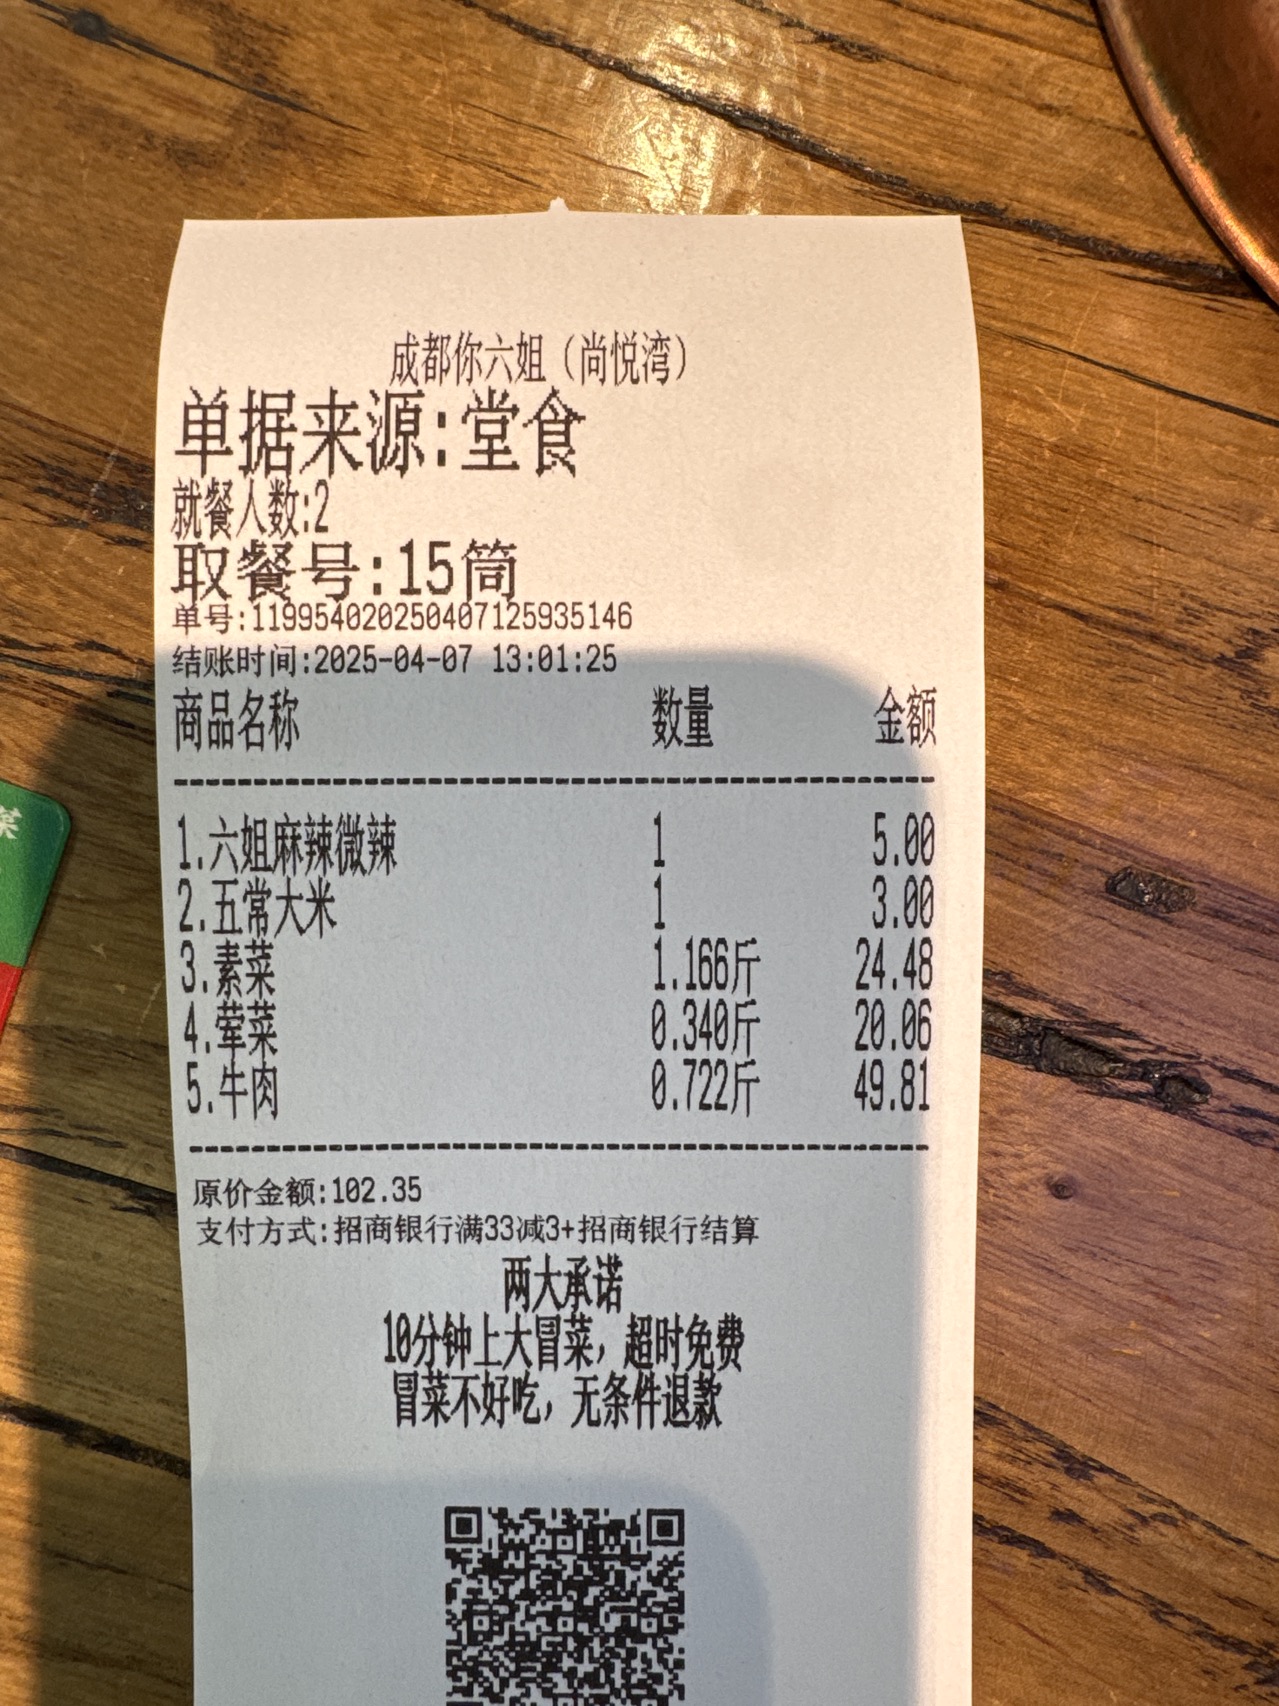 成都你六姐（尚悦湾）
单据来源:堂食
就餐人数:2
取餐号:15筒
单号:119954020250407125935146
结账时间:2025-04-07 13:01:25
商品名称 数量 金额
1.六姐麻辣微辣 1 5.00
2.五常大米 1 3.00
3.素菜 1.166斤 24.48
4.荤菜 0.340斤 20.06
5.牛肉 0.722斤 49.81
原价金额:102.35
支付方式:招商银行满33减3+招商银行结算
两大承诺
10分钟上大冒菜，超时免费
冒菜不好吃，无条件退款
菜